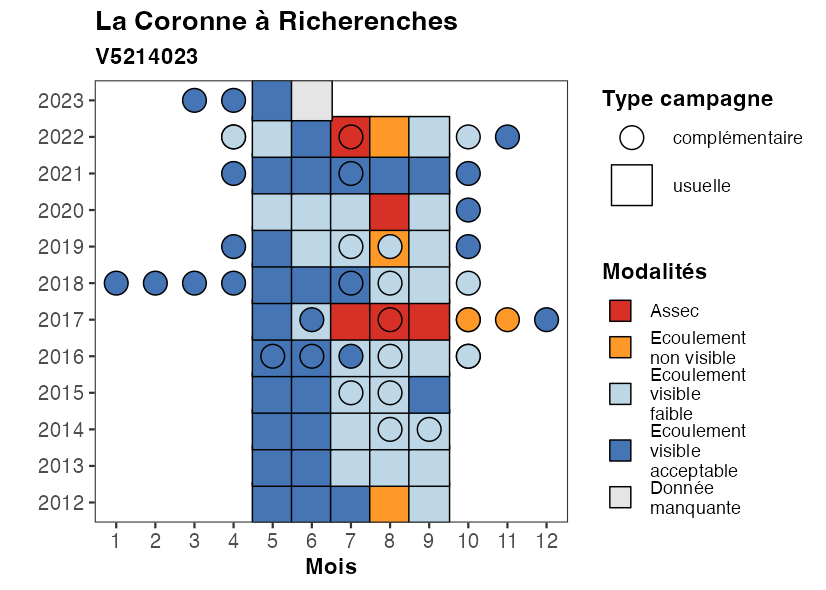 La Coronne à Richerenches
V5214023
2023
2022
2021
2020
2019
2018
2017
2016
2015
2014
2013
2012
1 2 3 4 5 6 7 8 9 10 11 12
Mois
Type campagne
complémentaire
usuelle
Modalités
Assec
Ecoulement
non visible
Ecoulement
visible
faible
Ecoulement
visible
acceptable
Donnée
manquante